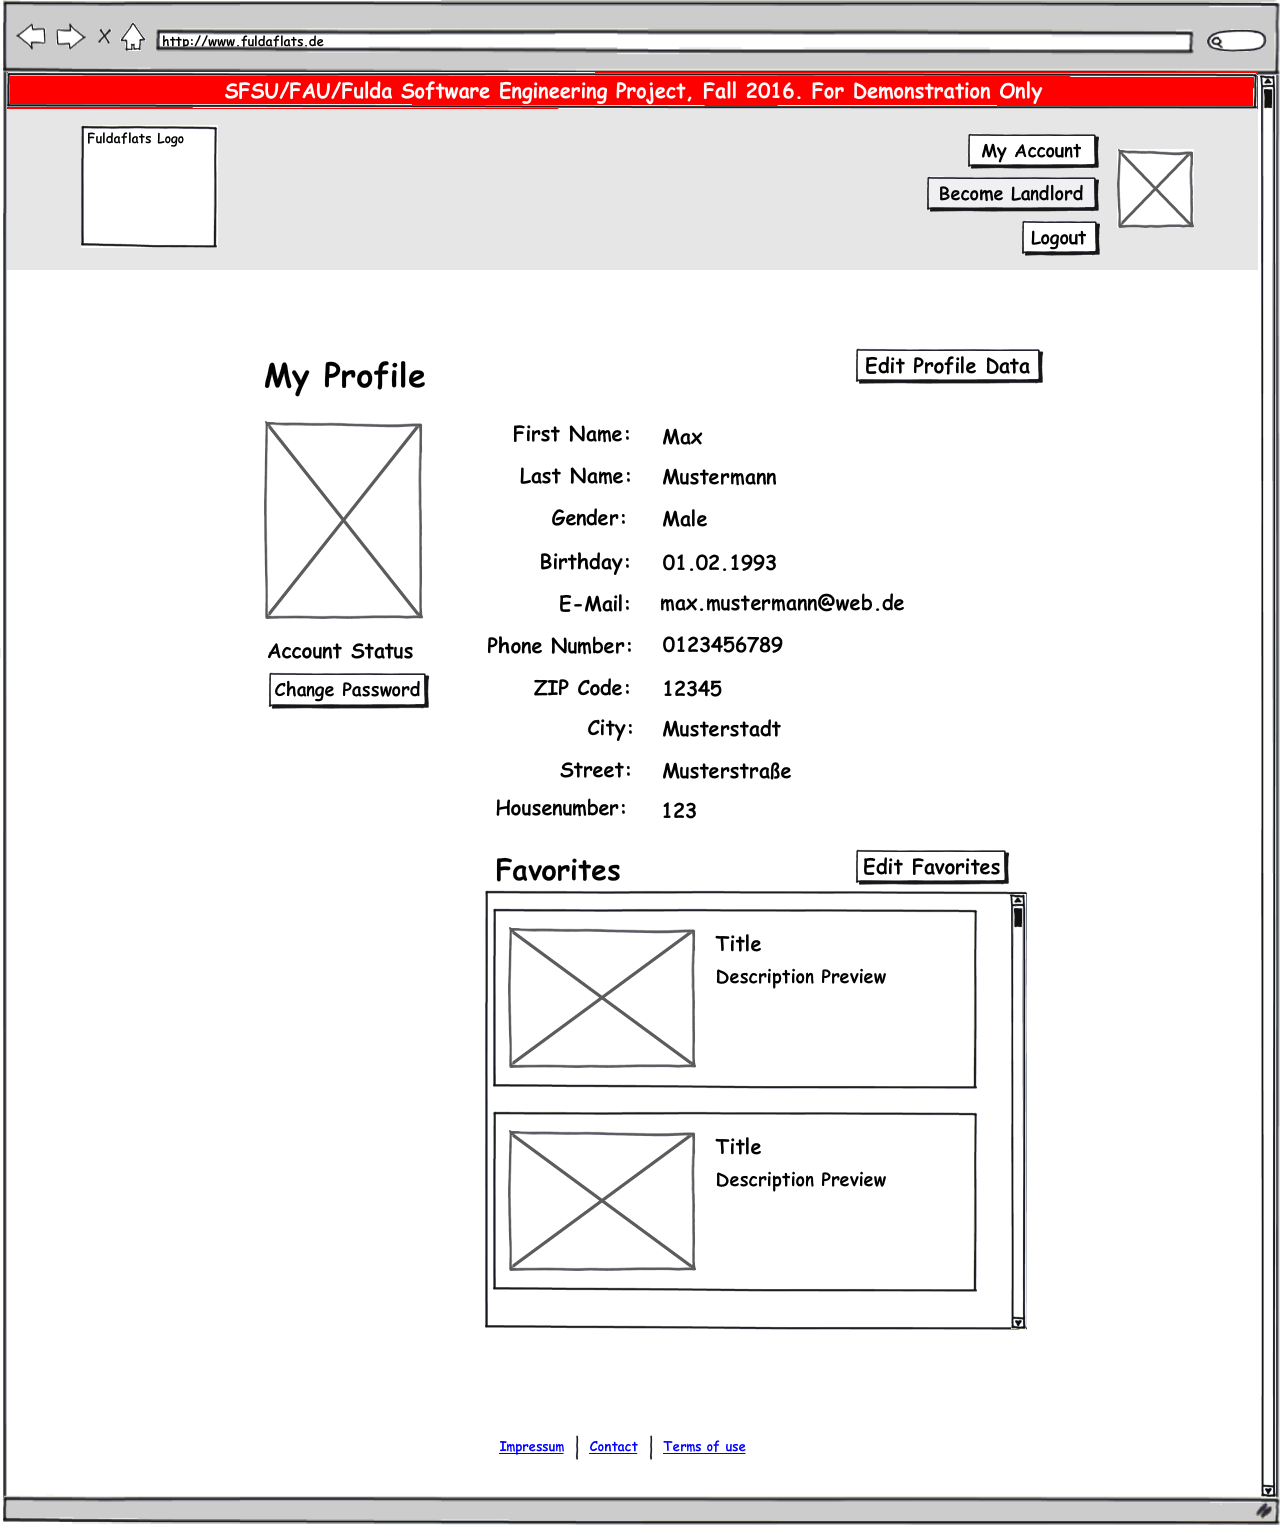 http://www.fuldaflats.de
SFSU/FAU/Fulda Software Engineering Project, Fall 2016. For Demonstration Only
Fuldaflats Logo
My Account
Become Landlord
Logout
My Profile
Edit Profile Data
First Name: Max
Last Name: Mustermann
Gender: Male
Birthday: 01.02.1993
E-Mail: max.mustermann@web.de
Phone Number: 0123456789
ZIP Code: 12345
City: Musterstadt
Street: Musterstraße
Housenumber: 123
Account Status
Change Password
Favorites
Edit Favorites
Title
Description Preview
Title
Description Preview
Impressum | Contact | Terms of use